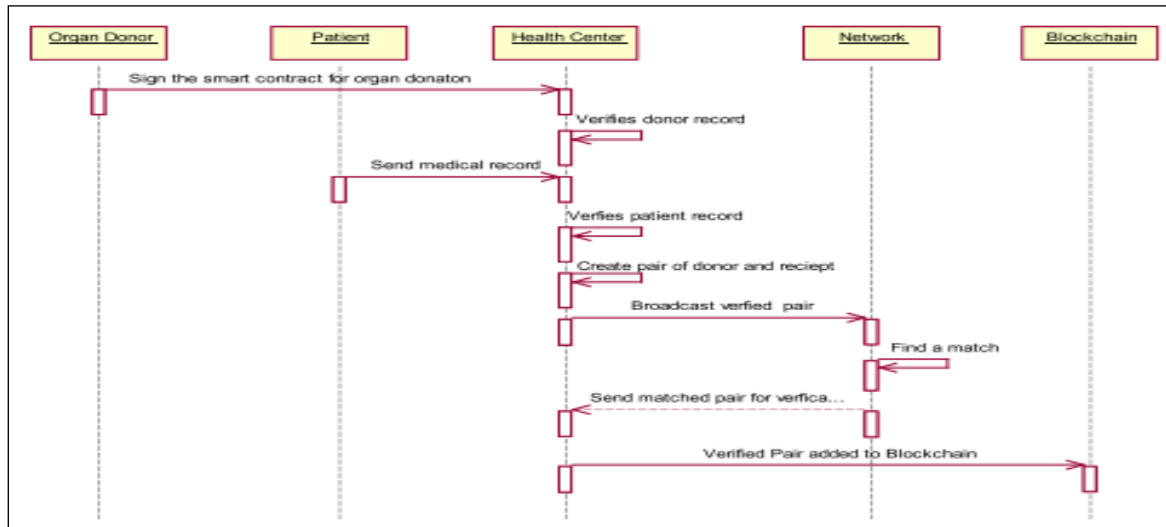 Organ Donor
Patient
Health Center
Network
Blockchain
Sign the smart contract for organ donaton
Verifies donor record
Send medical record
Verfies patient record
Create pair of donor and reciept
Broadcast verfied pair
Find a match
Send matched pair for verfica...
Verified Pair added to Blockchain